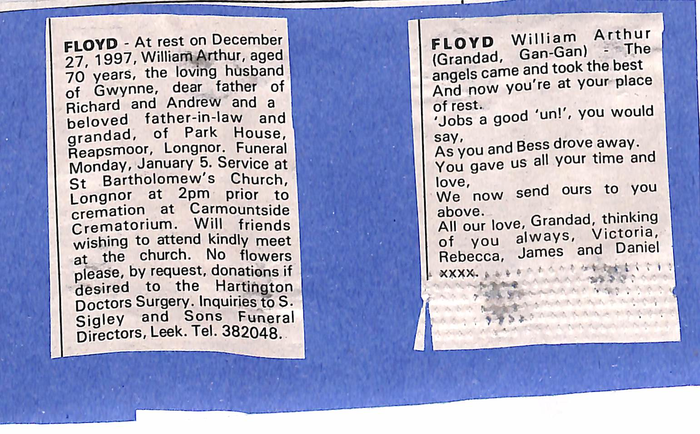 FLOYD - At rest on December
27, 1997, William Arthur, aged
70 years, the loving husband
of Gwynne, dear father of
Richard and Andrew and a
beloved father-in-law and
grandad, of Park House,
Reapsmoor, Longnor. Funeral
Monday, January 5. Service at
St Bartholomew's Church,
Longnor at 2pm prior to
cremation at Carmountside
Crematorium. Will friends
wishing to attend kindly meet
at the church. No flowers
please, by request, donations if
desired to the Hartington
Doctors Surgery. Inquiries to S.
Sigley and Sons Funeral
Directors, Leek. Tel. 382048.
FLOYD William Arthur
(Grandad, Gan-Gan) - The
angels came and took the best
And now you're at your place
of rest.
'Jobs a good 'un!', you would
say,
As you and Bess drove away.
You gave us all your time and
love,
We now send ours to you
above.
All our love, Grandad, thinking
of you always, Victoria,
Rebecca, James and Daniel
xxxx.